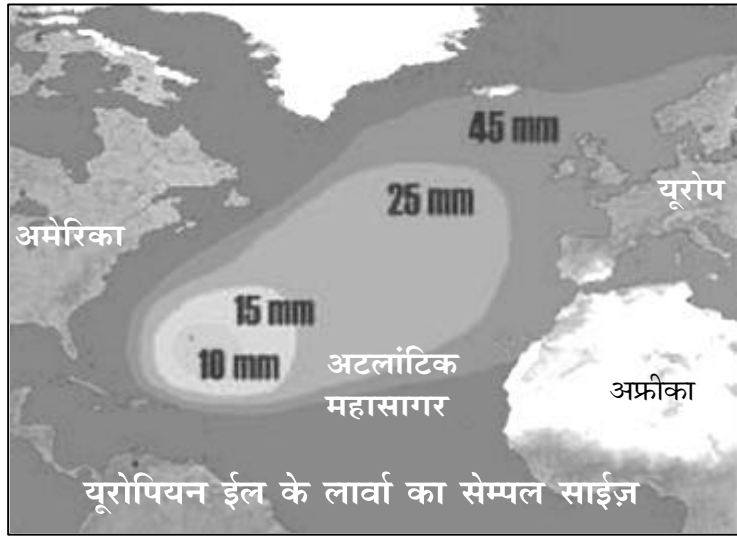 45 mm
25 mm
यूरोप
अमेरिका
15 mm
10 mm
अटलांटिक
महासागर
अफ्रीका
यूरोपियन ईल के लार्वा का सेम्पल साईज़